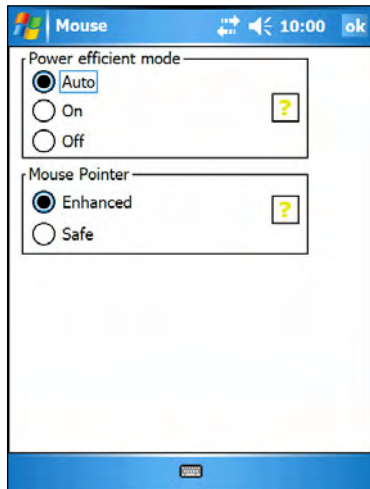 Mouse 10:00 ok
Power efficient mode
Auto
On
?
Off
Mouse Pointer
Enhanced
?
Safe